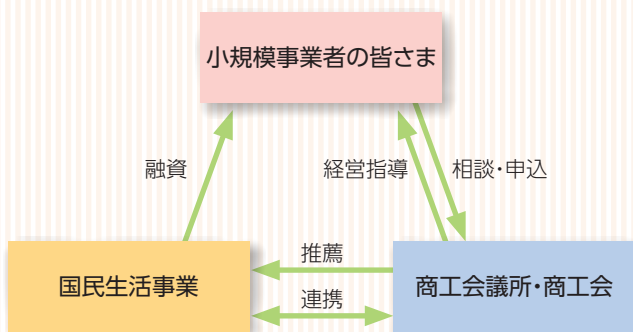 小規模事業者の皆さま
融資
経営指導
相談・申込
国民生活事業
推薦
連携
商工会議所・商工会